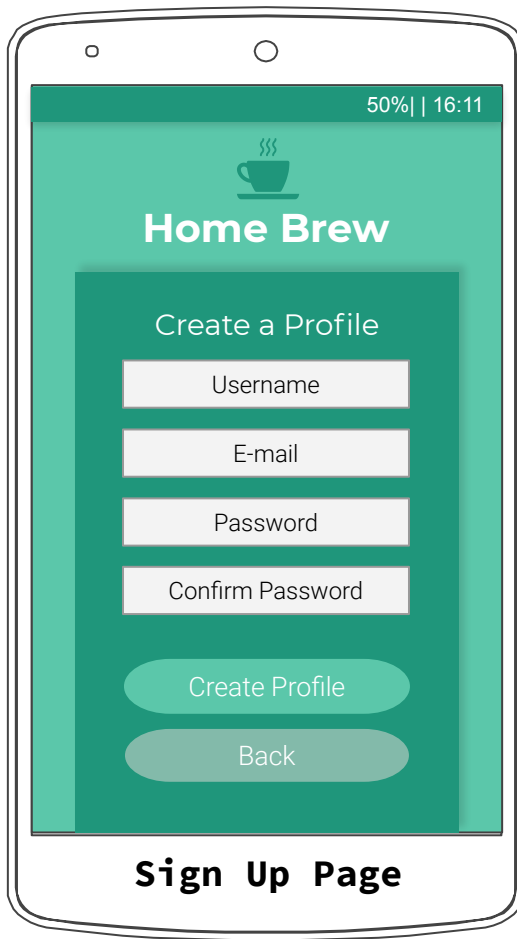 50%| | 16:11
Home Brew
Create a Profile
Username
E-mail
Password
Confirm Password
Create Profile
Back
Sign Up Page